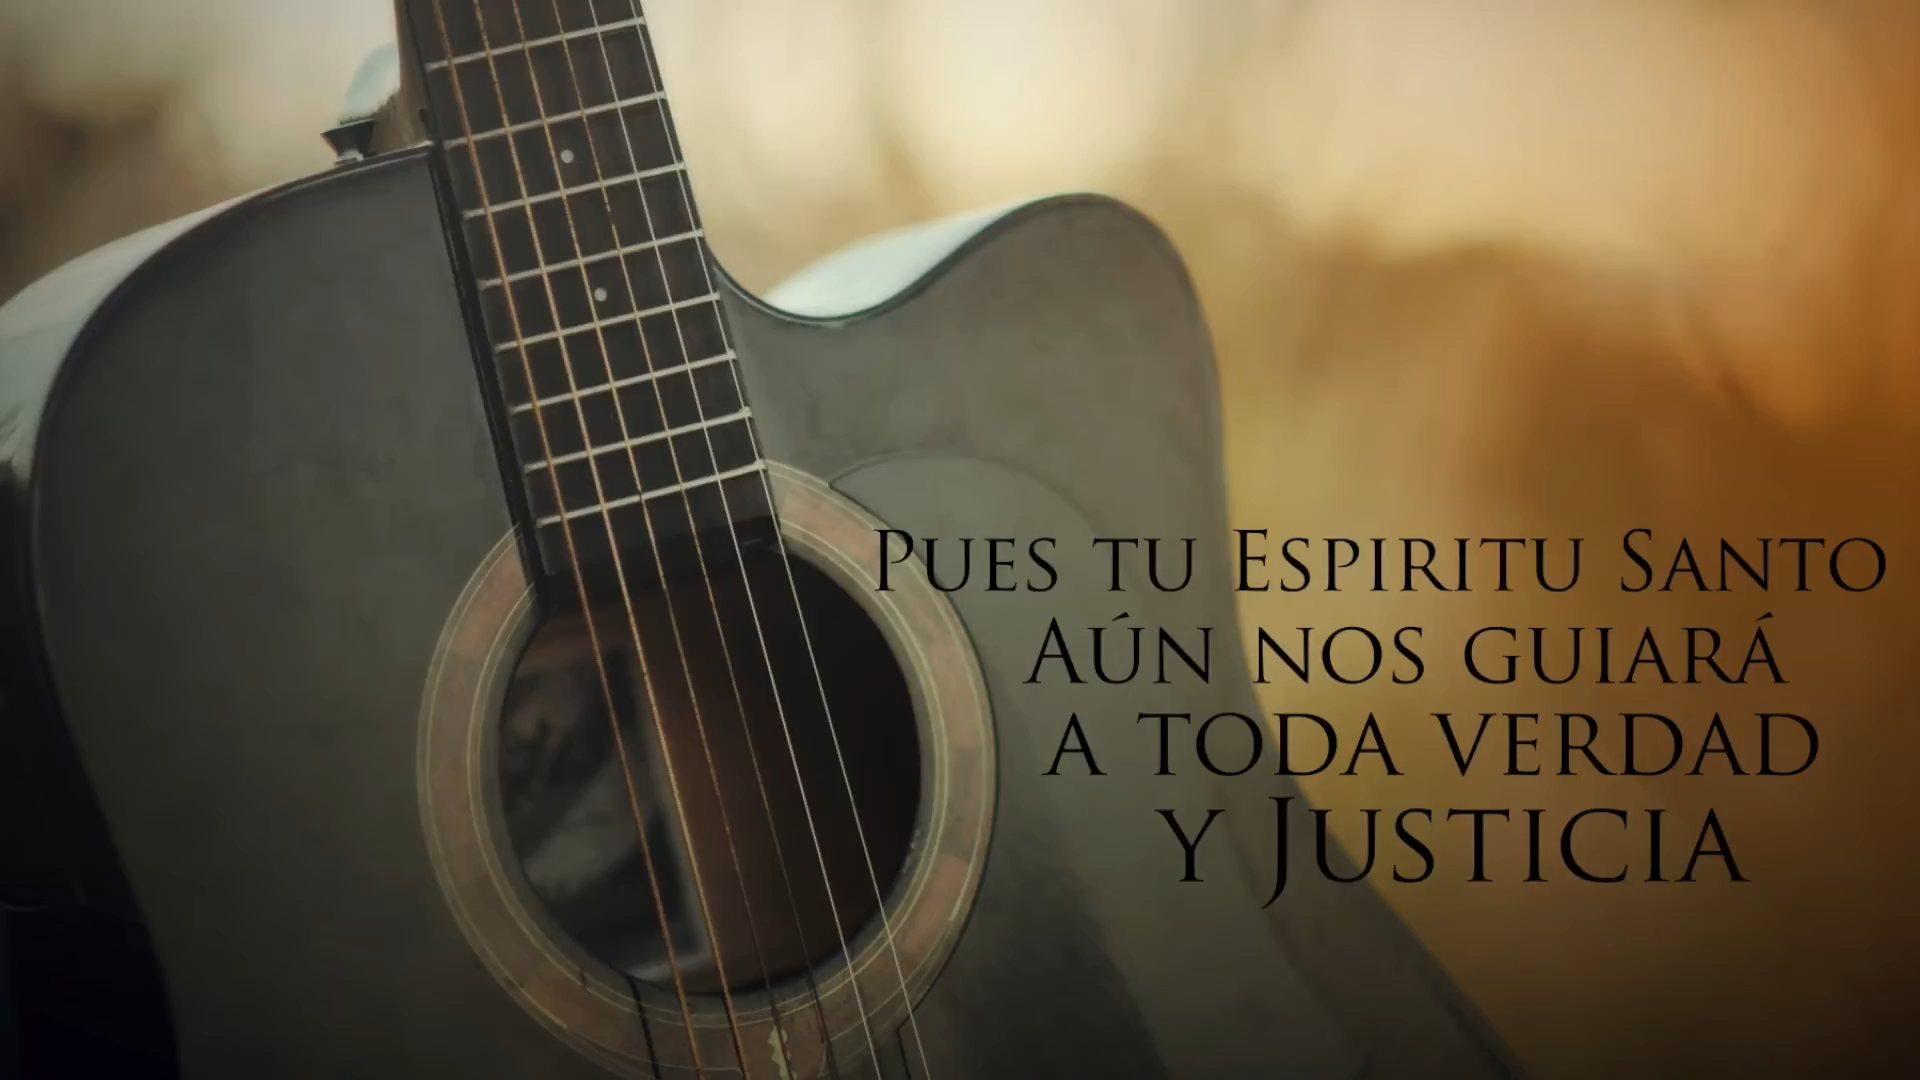 Pues tu Espiritu Santo
Aún nos guiará
a toda verdad
y Justicia